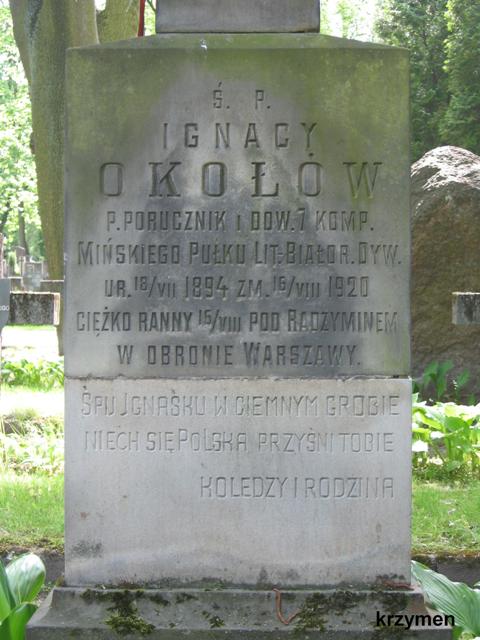 Ś. P.
IGNACY
OKOŁÓW
P. PORUCZNIK I DOW. 7 KOMP.
MIŃSKIEGO PUŁKU LIT.-BIAŁOR. DYW.
UR. 18/VII 1894 ZM. 16/VIII 1920
CIĘŻKO RANNY 15/VIII POD RADZYMINEM
W OBRONIE WARSZAWY.
ŚPIJ IGNAŚKU W CIEMNYM GROBIE
NIECH SIĘ POLSKA PRZYŚNI TOBIE
KOLEDZY I RODZINA
krzymen